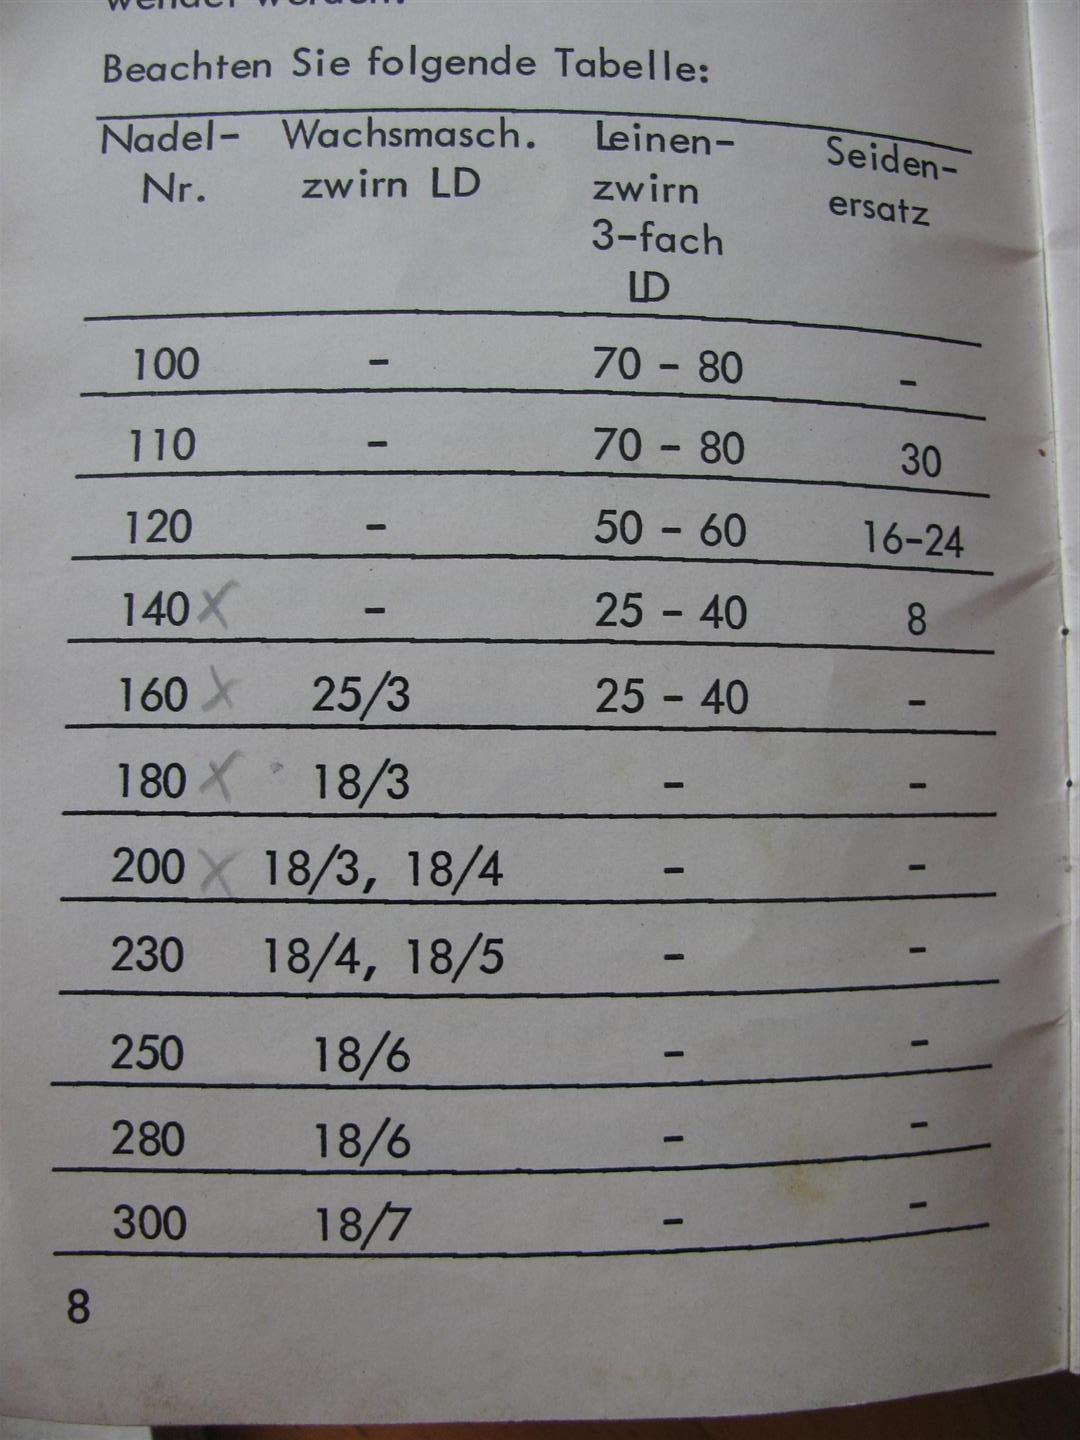 wendet werden.
Beachten Sie folgende Tabelle:
Nadel- Wachsmasch. Leinen- Seiden-
Nr. zwirn LD zwirn ersatz
3-fach
LD
100 - 70 - 80 -
110 - 70 - 80 30
120 - 50 - 60 16-24
140 x - 25 - 40 8
160 x 25/3 25 - 40 -
180 x 18/3 - -
200 x 18/3, 18/4 - -
230 18/4, 18/5 - -
250 18/6 - -
280 18/6 - -
300 18/7 - -
8